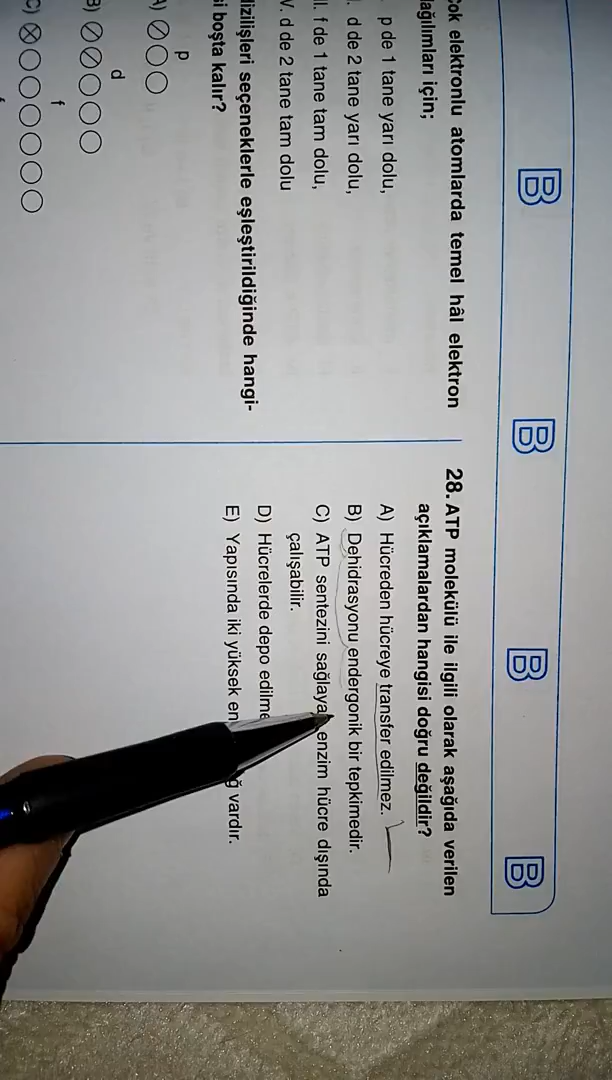 B B B B
Çok elektronlu atomlarda temel hâl elektron
dağılımları için;
p de 1 tane yarı dolu,
I. d de 2 tane yarı dolu,
II. f de 1 tane tam dolu,
V. d de 2 tane tam dolu
dizilişleri seçeneklerle eşleştirildiğinde hangi-
si boşta kalır?
p
A)
d
B)
f
C)
28. ATP molekülü ile ilgili olarak aşağıda verilen
açıklamalardan hangisi doğru değildir?
A) Hücreden hücreye transfer edilmez.
B) Dehidrasyonu endergonik bir tepkimedir.
C) ATP sentezini sağlayan enzim hücre dışında
çalışabilir.
D) Hücrelerde depo
E) Yapısında iki yüksek vardır.